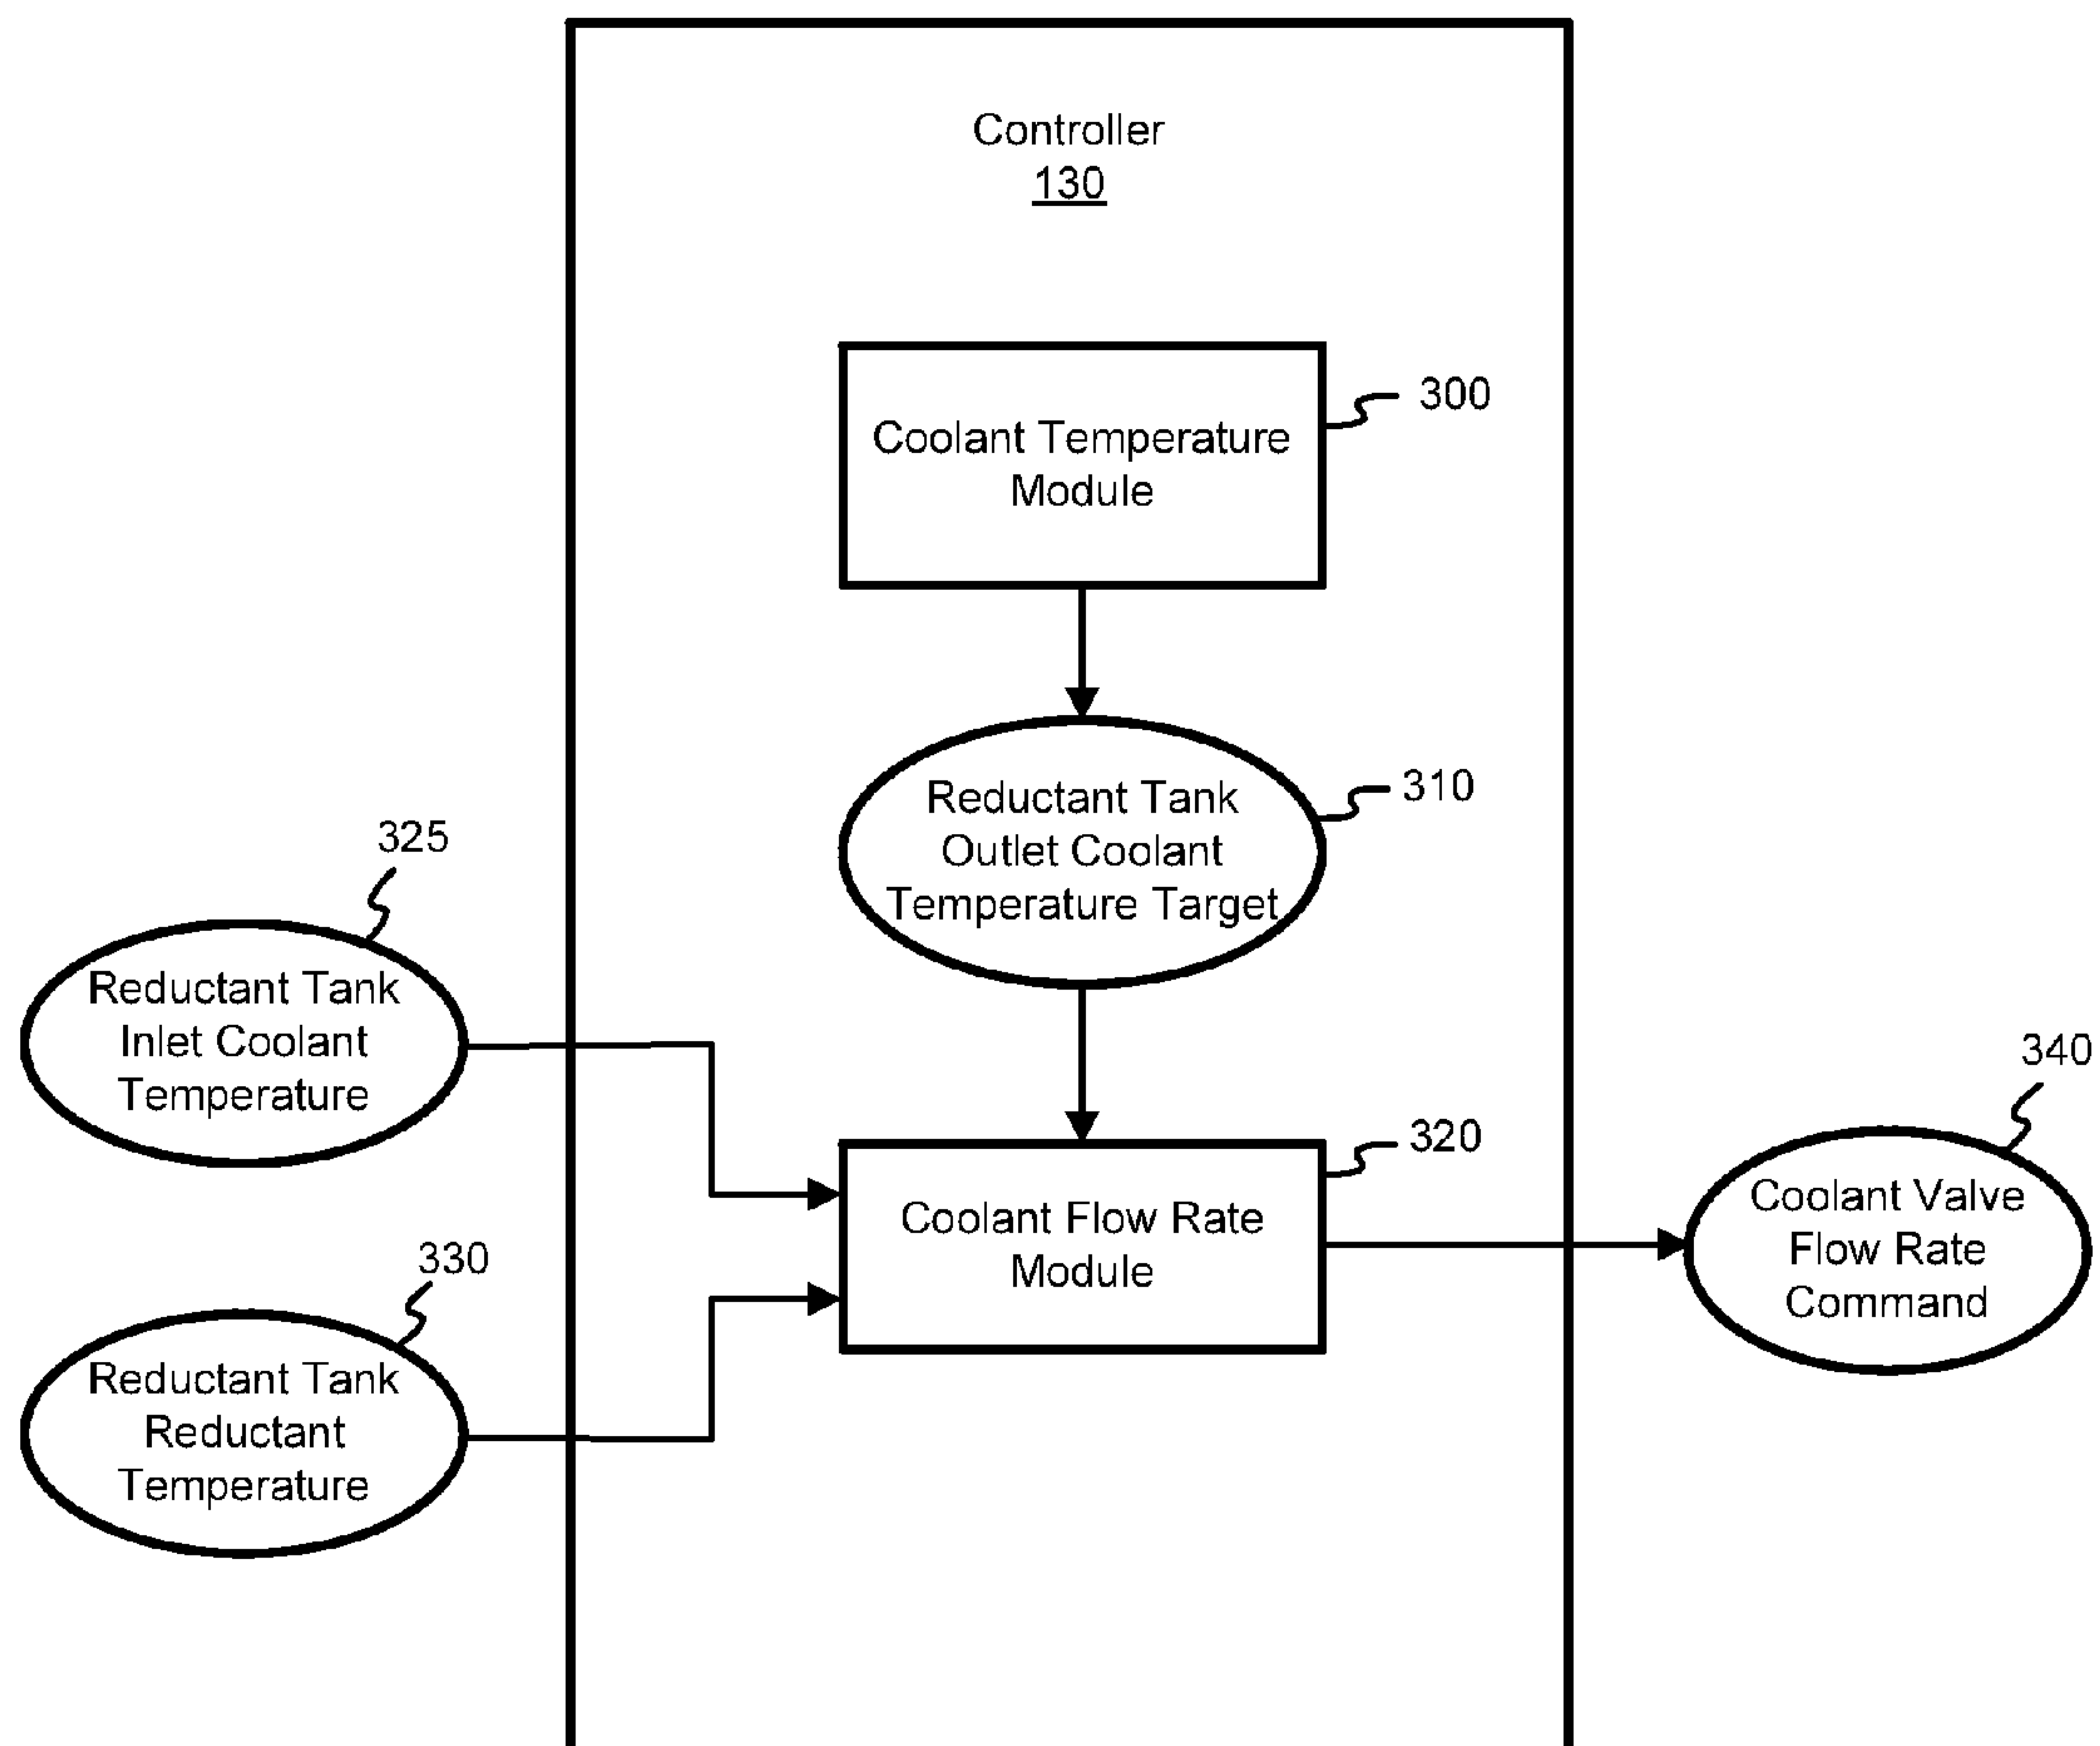 Controller
130
Coolant Temperature
Module
300
Reductant Tank
Outlet Coolant
Temperature Target
310
325
Reductant Tank
Inlet Coolant
Temperature
330
Reductant Tank
Reductant
Temperature
Coolant Flow Rate
Module
320
340
Coolant Valve
Flow Rate
Command